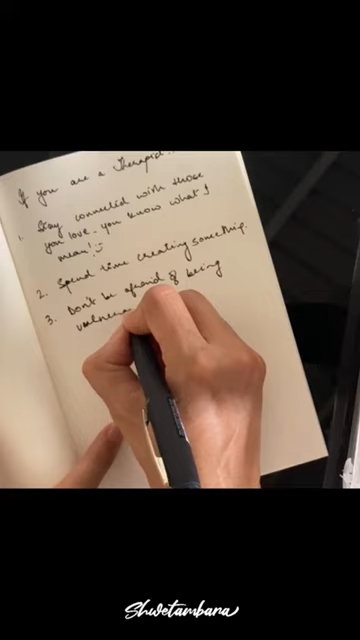 If you are a Therapist...
1. Stay connected with those
you love. you know what I
mean!
2. Spend time creating something.
3. Don't be afraid of being
Shwetambara